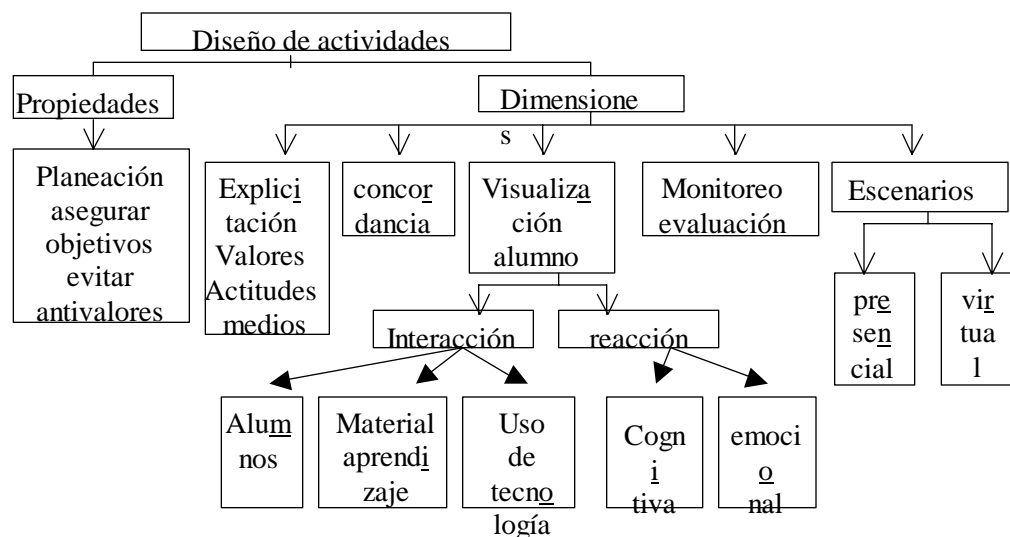 Diseño de actividades
Propiedades
Dimensione
s
Planeación
asegurar
objetivos
evitar
antivalores
Explici
tación
Valores
Actitudes
medios
concor
dancia
Visualiza
ción
alumno
Monitoreo
evaluación
Escenarios
pre
sen
cial
vir
tua
l
Interacción
reacción
Alum
nos
Material
aprendi
zaje
Uso
de
tecno
logía
Cogn
i
tiva
emoci
o
nal